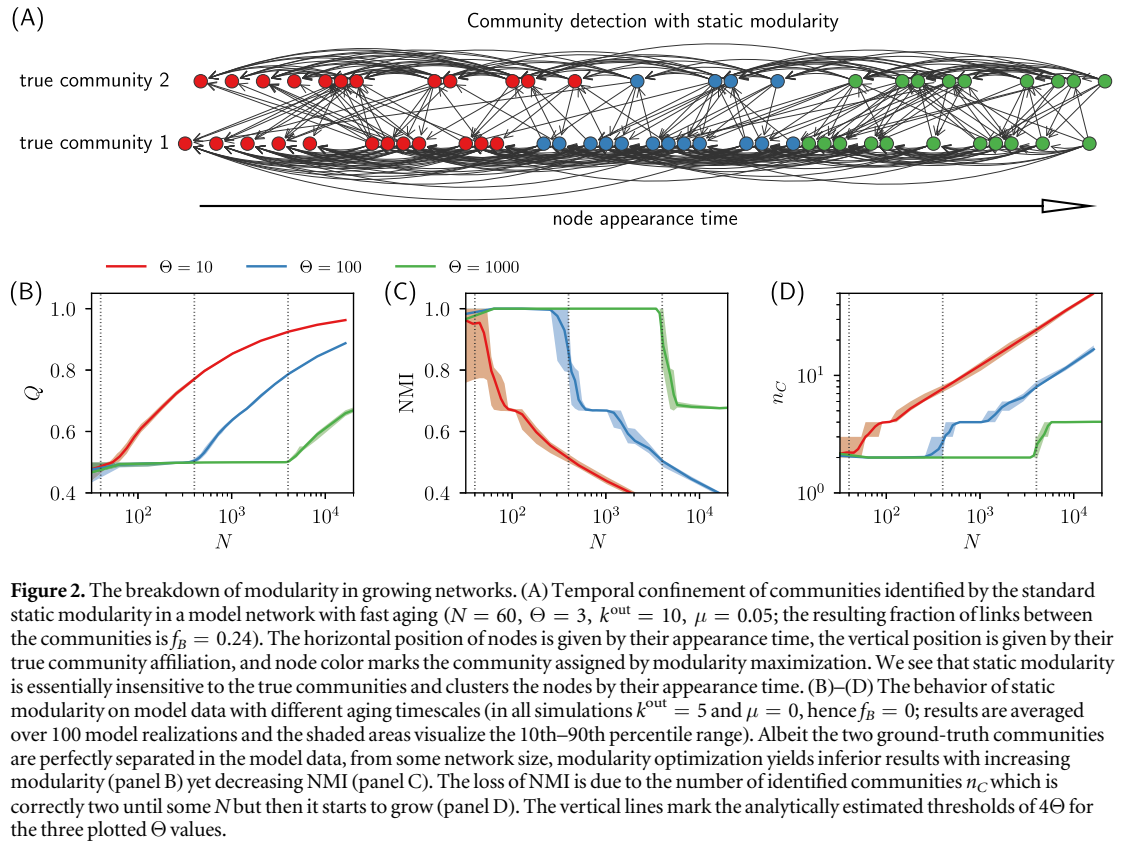 (A)
Community detection with static modularity
true community 2
true community 1
node appearance time
Θ = 10
Θ = 100
Θ = 1000
(B)
1.0
0.8
0.6
0.4
Q
10²
10³
10⁴
N
(C)
1.0
0.8
0.6
0.4
NMI
10²
10³
10⁴
N
(D)
10¹
10⁰
n_C
10²
10³
10⁴
N
Figure 2. The breakdown of modularity in growing networks. (A) Temporal confinement of communities identified by the standard
static modularity in a model network with fast aging (N = 60, Θ = 3, k^out = 10, μ = 0.05; the resulting fraction of links between
the communities is f_B = 0.24). The horizontal position of nodes is given by their appearance time, the vertical position is given by their
true community affiliation, and node color marks the community assigned by modularity maximization. We see that static modularity
is essentially insensitive to the true communities and clusters the nodes by their appearance time. (B)–(D) The behavior of static
modularity on model data with different aging timescales (in all simulations k^out = 5 and μ = 0, hence f_B = 0; results are averaged
over 100 model realizations and the shaded areas visualize the 10th–90th percentile range). Albeit the two ground-truth communities
are perfectly separated in the model data, from some network size, modularity optimization yields inferior results with increasing
modularity (panel B) yet decreasing NMI (panel C). The loss of NMI is due to the number of identified communities n_C which is
correctly two until some N but then it starts to grow (panel D). The vertical lines mark the analytically estimated thresholds of 4Θ for
the three plotted Θ values.